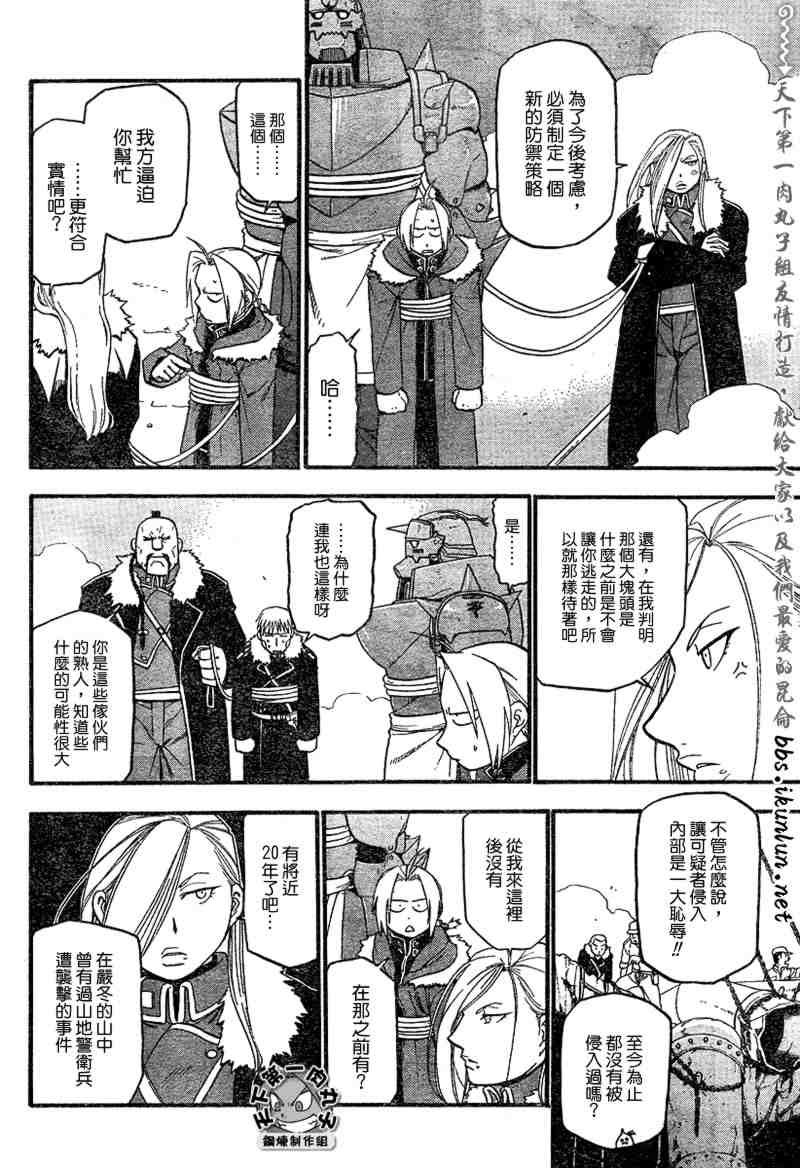 為了今後考慮，
必須制定一個
新的防禦策略
哈……
那個……
這個……
我方逼迫
你幫忙
……更符合
實情吧？
還有，在我判明
那個大塊頭是
什麼之前是不會
讓你逃走的，所
以就那樣待著吧
是……
……為什麼
連我也這樣呀
你是這些傢伙們
的熟人，知道些
什麼的可能性很大
不管怎麼說，
讓可疑者侵入
內部是一大恥辱!!
至今為止
都沒有被
侵入過嗎？
從我來這裡
後沒有
在那之前有？
有將近
20年了吧…
在嚴冬的山中
曾有過山地警衛兵
遭襲擊的事件
天下第一肉丸子組友情打造，獻給大家以及我們最愛的昆侖 bbs.ikunlun.net
天下第一肉丸子
鋼煉制作組